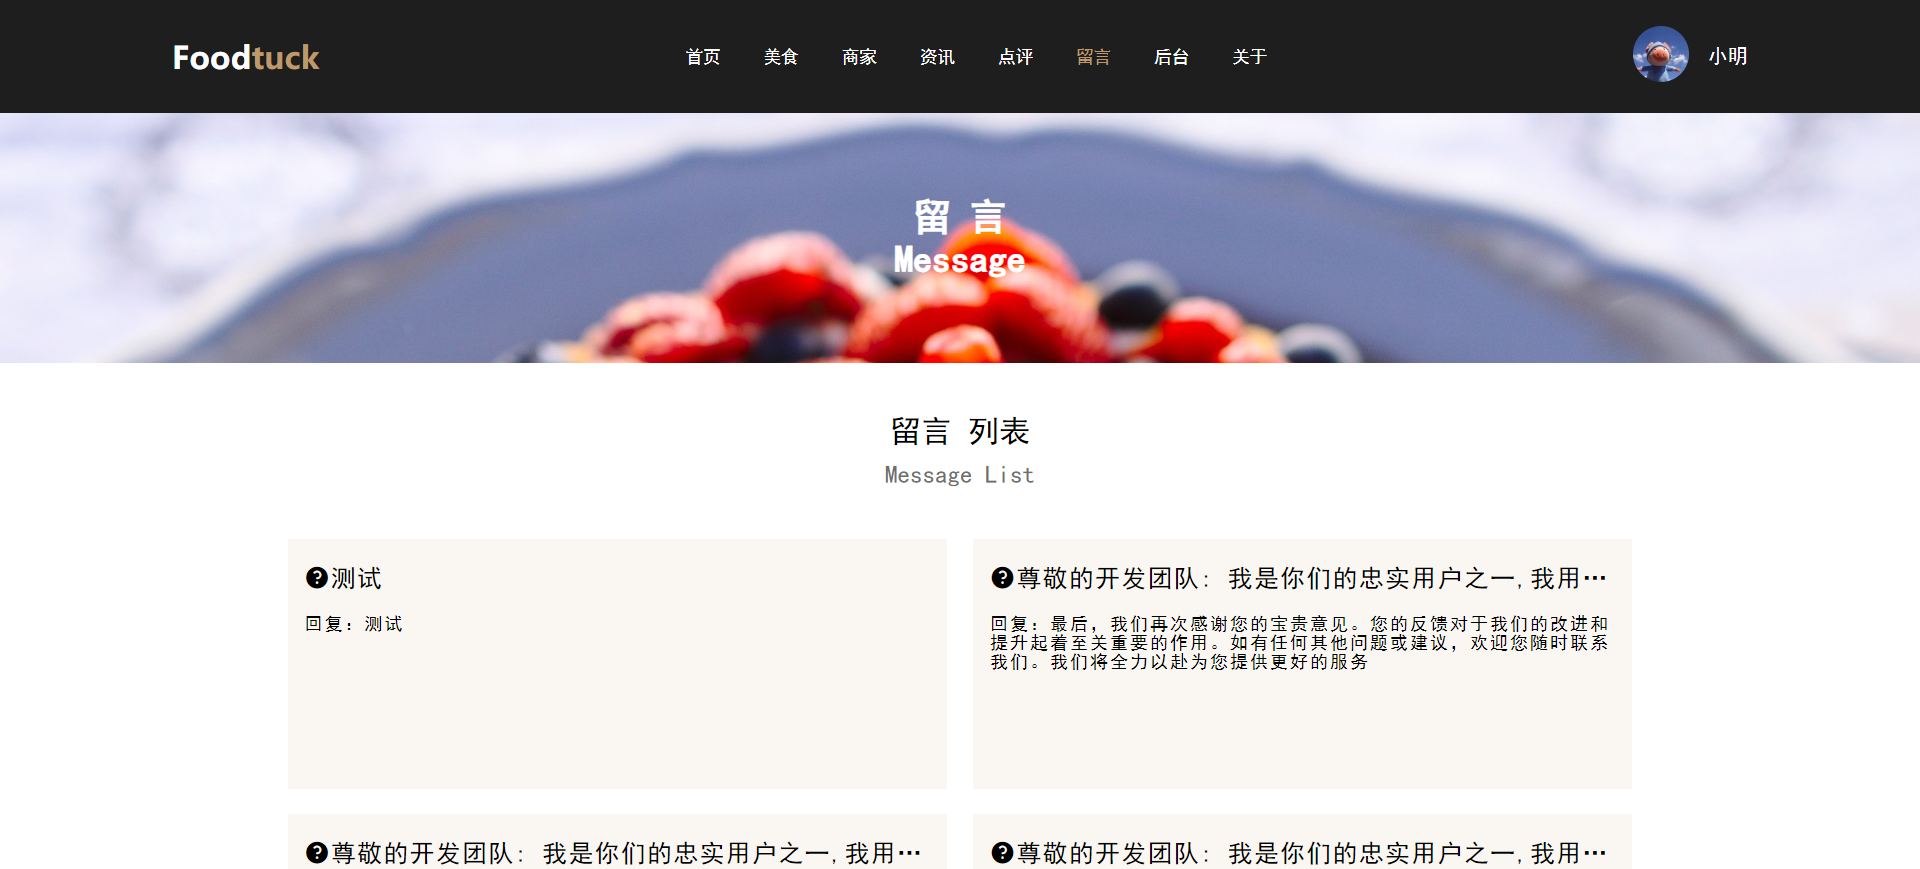 Foodtuck
首页 美食 商家 资讯 点评 留言 后台 关于
小明
留 言
Message
留言 列表
Message List
测试
回复：测试
尊敬的开发团队：我是你们的忠实用户之一,我用…
回复：最后，我们再次感谢您的宝贵意见。您的反馈对于我们的改进和
提升起着至关重要的作用。如有任何其他问题或建议，欢迎您随时联系
我们。我们将全力以赴为您提供更好的服务
尊敬的开发团队：我是你们的忠实用户之一,我用…
尊敬的开发团队：我是你们的忠实用户之一,我用…